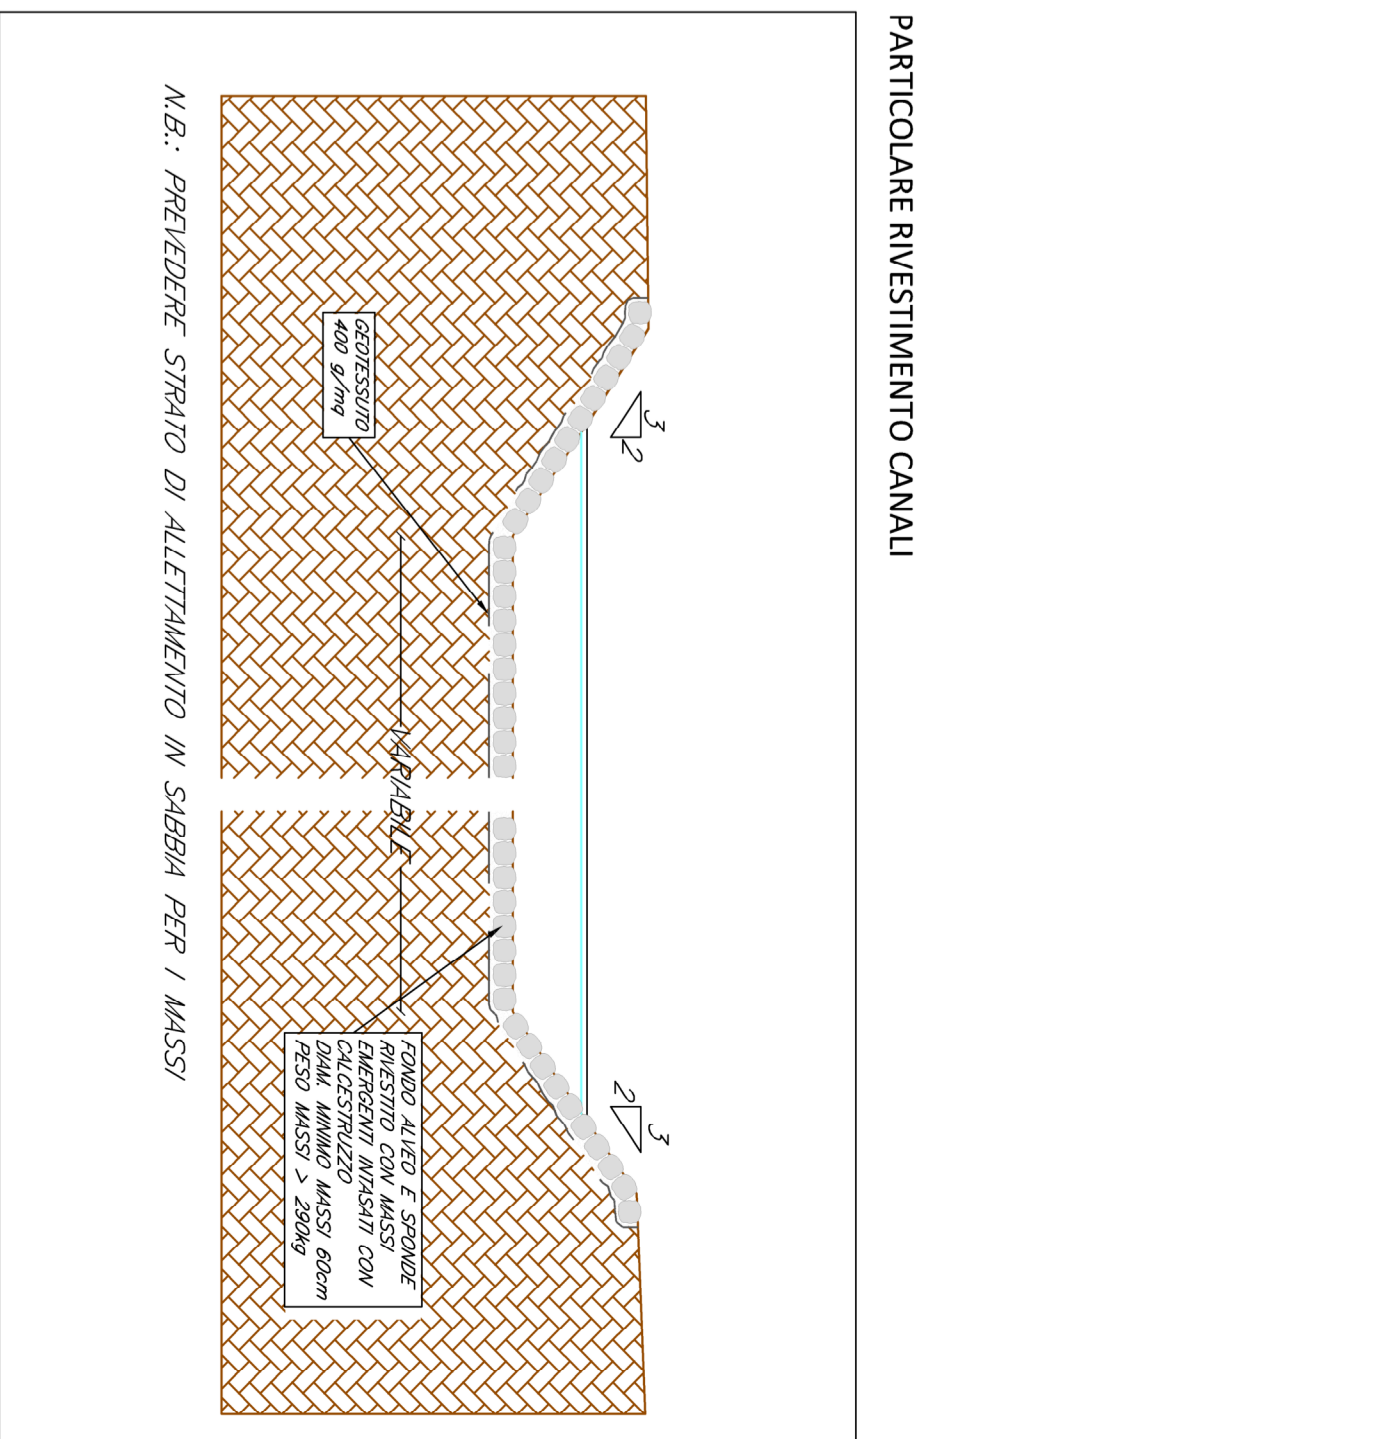 PARTICOLARE RIVESTIMENTO CANALI
3
2
2
3
GEOTESSUTO
400 g/mq
VARIABILE
FONDO ALVEO E SPONDE
RIVESTITO CON MASSI
EMERGENTI INTASATI CON
CALCESTRUZZO
DIAM. MINIMO MASSI 60cm
PESO MASSI > 290kg
N.B.: PREVEDERE STRATO DI ALLETTAMENTO IN SABBIA PER I MASSI